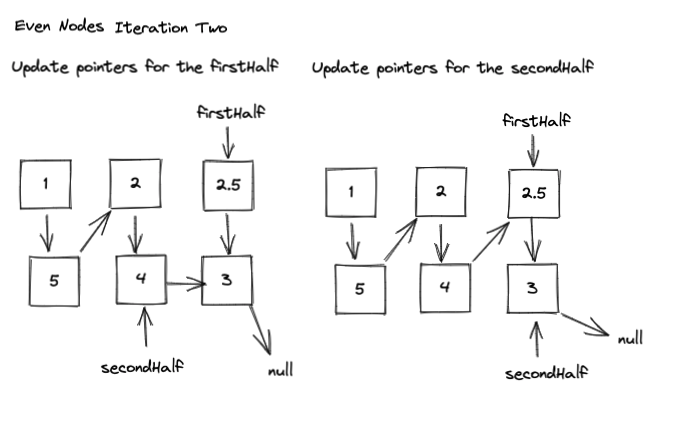 Even Nodes Iteration Two
Update pointers for the firstHalf
firstHalf
1
2
2.5
5
4
3
secondHalf
null
Update pointers for the secondHalf
firstHalf
1
2
2.5
5
4
3
null
secondHalf